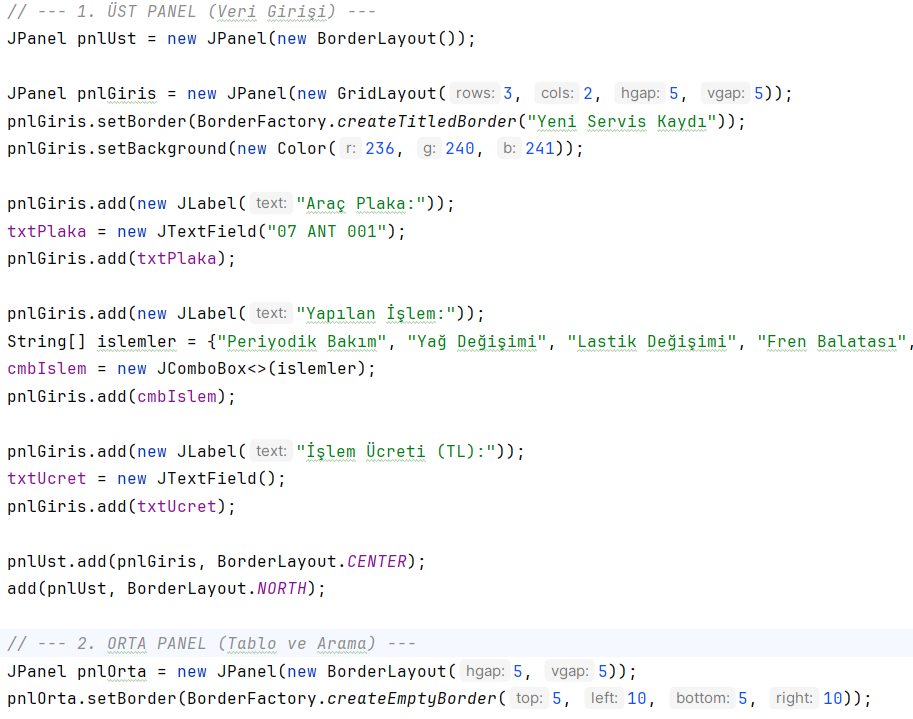 // --- 1. ÜST PANEL (Veri Girişi) ---
JPanel pnlUst = new JPanel(new BorderLayout());
JPanel pnlGiris = new JPanel(new GridLayout( rows: 3, cols: 2, hgap: 5, vgap: 5));
pnlGiris.setBorder(BorderFactory.createTitledBorder("Yeni Servis Kaydı"));
pnlGiris.setBackground(new Color( r: 236, g: 240, b: 241));
pnlGiris.add(new JLabel( text: "Araç Plaka:"));
txtPlaka = new JTextField("07 ANT 001");
pnlGiris.add(txtPlaka);
pnlGiris.add(new JLabel( text: "Yapılan İşlem:"));
String[] islemler = {"Periyodik Bakım", "Yağ Değişimi", "Lastik Değişimi", "Fren Balatası",
cmbIslem = new JComboBox<>(islemler);
pnlGiris.add(cmbIslem);
pnlGiris.add(new JLabel( text: "İşlem Ücreti (TL):"));
txtUcret = new JTextField();
pnlGiris.add(txtUcret);
pnlUst.add(pnlGiris, BorderLayout.CENTER);
add(pnlUst, BorderLayout.NORTH);
// --- 2. ORTA PANEL (Tablo ve Arama) ---
JPanel pnlOrta = new JPanel(new BorderLayout( hgap: 5, vgap: 5));
pnlOrta.setBorder(BorderFactory.createEmptyBorder( top: 5, left: 10, bottom: 5, right: 10));